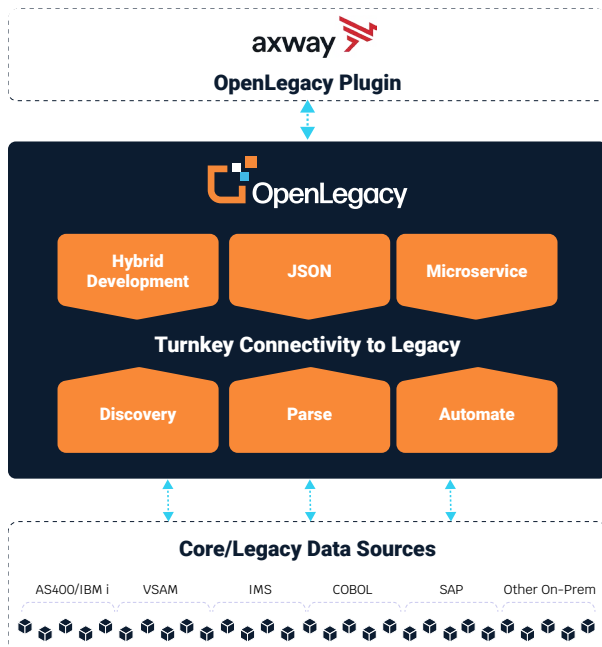 axway
OpenLegacy Plugin
OpenLegacy
Hybrid
Development
JSON
Microservice
Turnkey Connectivity to Legacy
Discovery
Parse
Automate
Core/Legacy Data Sources
AS400/IBM i
VSAM
IMS
COBOL
SAP
Other On-Prem